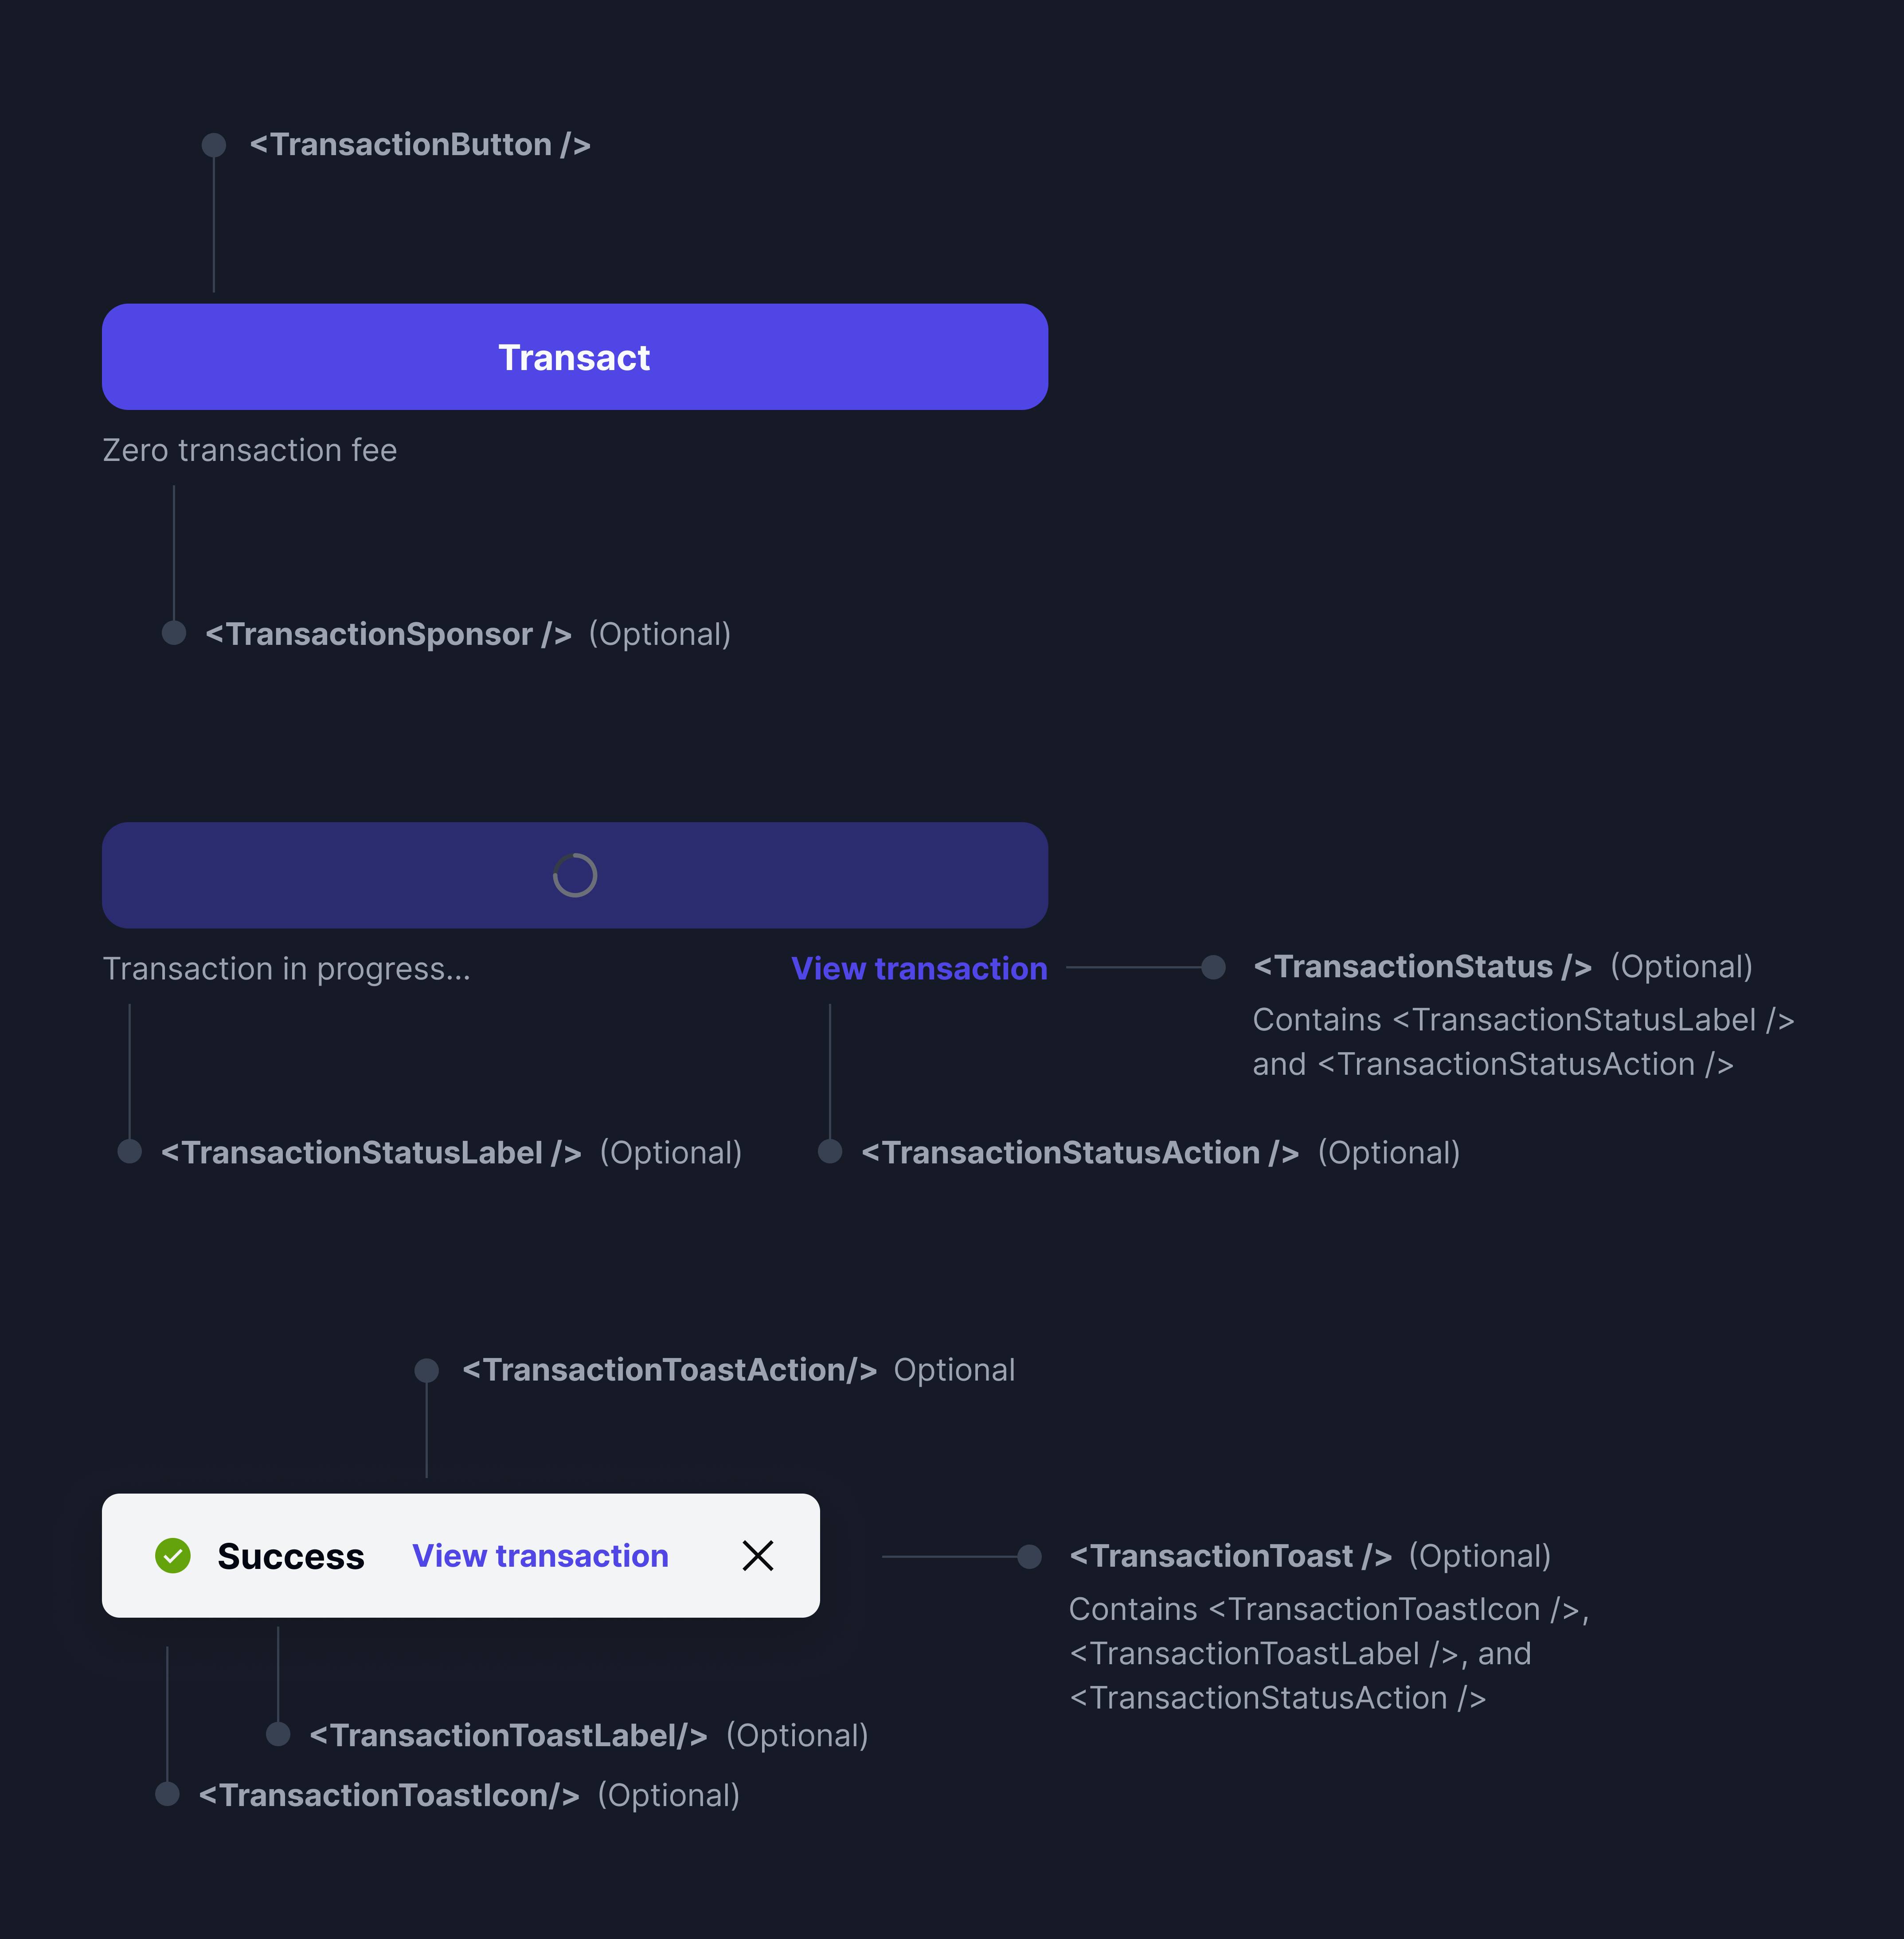 <TransactionButton />
Transact
Zero transaction fee
<TransactionSponsor /> (Optional)
Transaction in progress...
View transaction
<TransactionStatus /> (Optional)
Contains <TransactionStatusLabel />
and <TransactionStatusAction />
<TransactionStatusLabel /> (Optional)
<TransactionStatusAction /> (Optional)
<TransactionToastAction/> Optional
Success
View transaction
<TransactionToast /> (Optional)
Contains <TransactionToastIcon />,
<TransactionToastLabel />, and
<TransactionStatusAction />
<TransactionToastLabel/> (Optional)
<TransactionToastIcon/> (Optional)